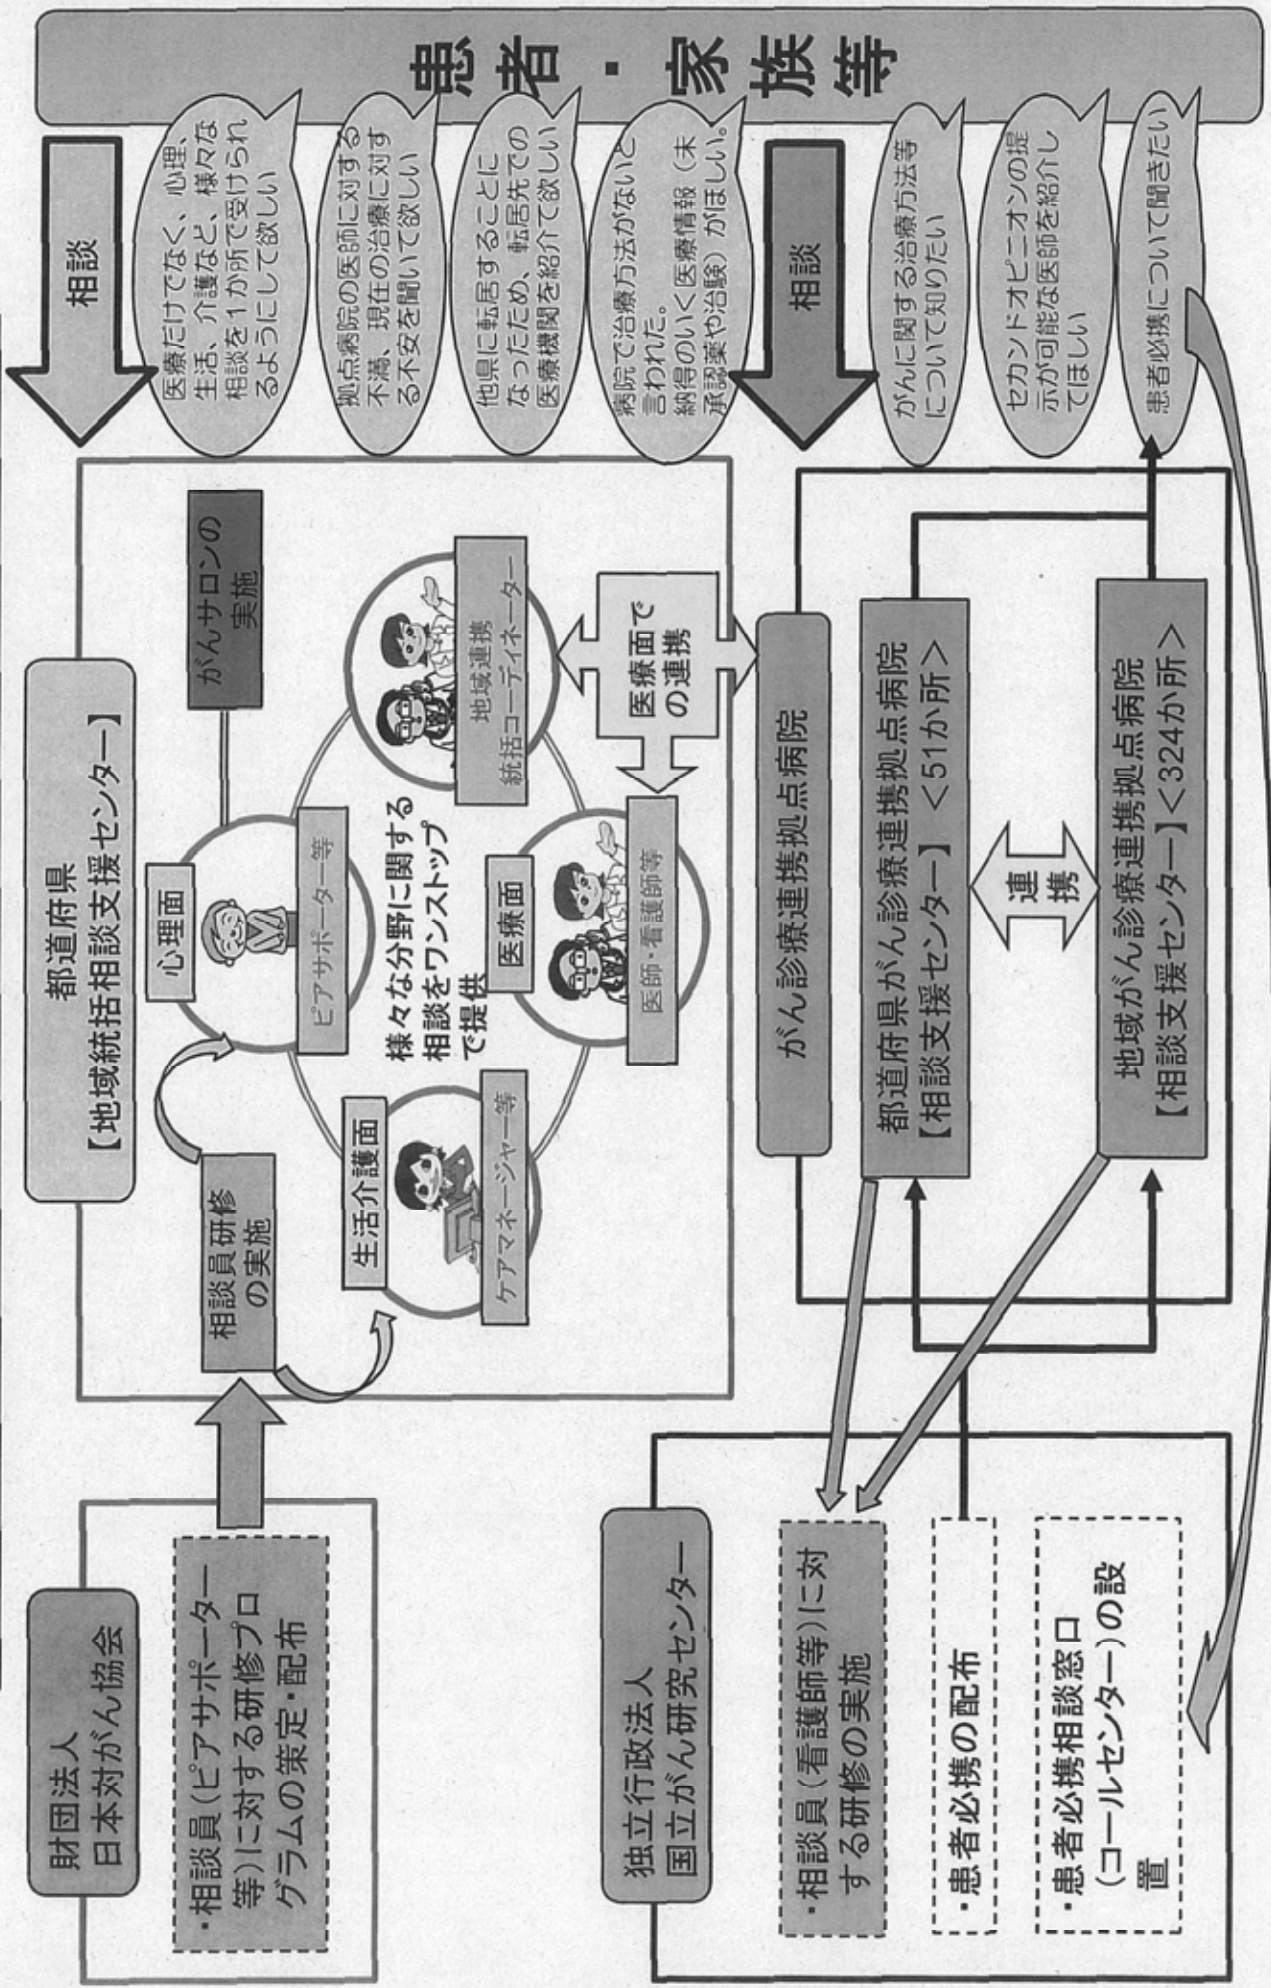 財団法人
日本対がん協会
・相談員(ピアサポーター
等)に対する研修プロ
グラムの策定・配布
都道府県
【地域統括相談支援センター】
相談員研修
の実施
がんサロンの
実施
心理面
ピアサポーター等
生活介護面
ケアマネージャー等
様々な分野に関する
相談をワンストップ
で提供
地域連携
統括コーディネーター
医療面
医師・看護師等
医療面で
の連携
相談
医療だけでなく、心理、
生活、介護など、様々な
相談を1か所で受けられ
るようにして欲しい
拠点病院の医師に対する
不満、現在の治療に対す
る不安を聞いて欲しい
他県に転居することに
なったため、転居先での
医療機関を紹介て欲しい
病院で治療方法がないと
言われた。
納得のいく医療情報(未
承認薬や治験)がほしい。
患者・家族等
独立行政法人
国立がん研究センター
・相談員(看護師等)に対
する研修の実施
・患者必携の配布
・患者必携相談窓口
(コールセンター)の設
置
がん診療連携拠点病院
都道府県がん診療連携拠点病院
【相談支援センター】<51か所>
連
携
地域がん診療連携拠点病院
【相談支援センター】<324か所>
相談
がんに関する治療方法等
について知りたい
セカンドオピニオンの提
示が可能な医師を紹介し
てほしい
患者必携について聞きたい